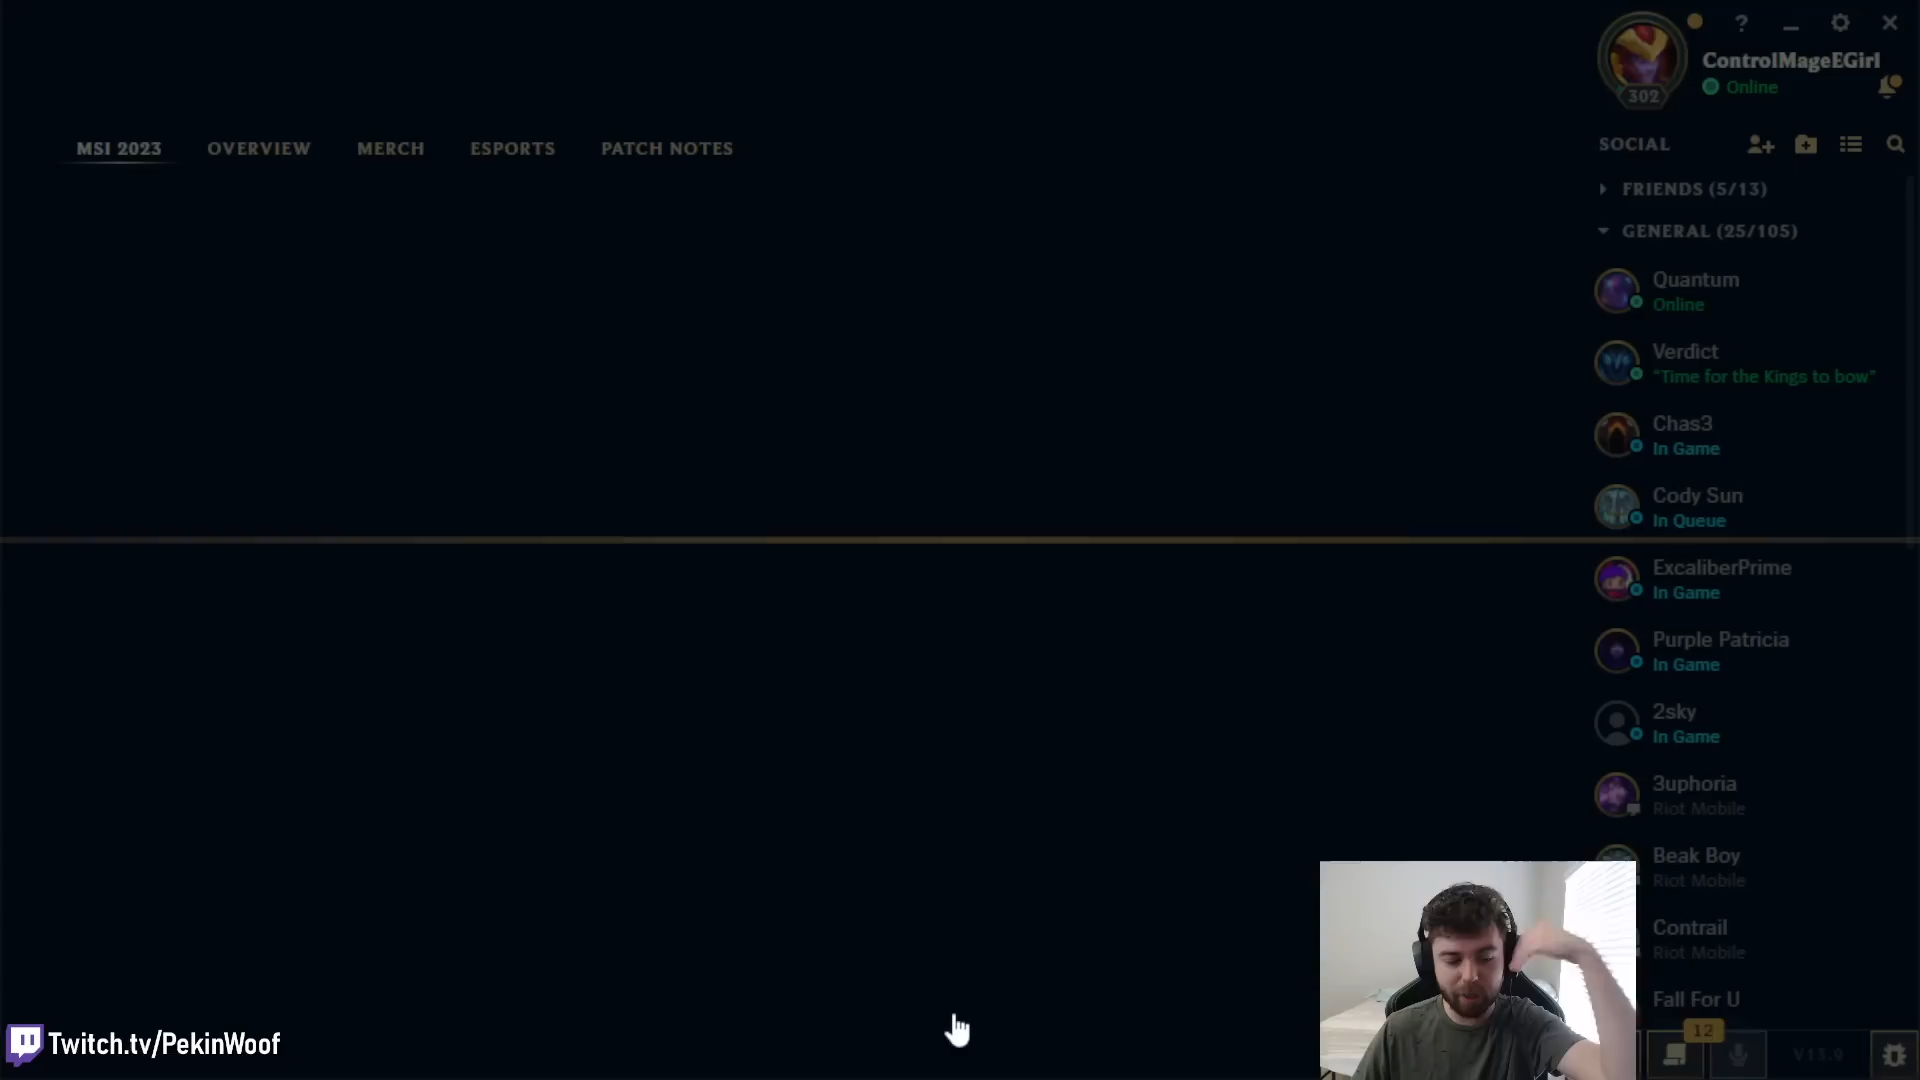 ControlMageEGirl
302
Online
MSI 2023
OVERVIEW
MERCH
ESPORTS
PATCH NOTES
SOCIAL
FRIENDS (5/13)
GENERAL (25/105)
Quantum
Online
Verdict
"Time for the Kings to bow"
Chas3
In Game
Cody Sun
In Queue
ExcaliberPrime
In Game
Purple Patricia
In Game
2sky
In Game
3uphoria
Riot Mobile
Beak Boy
Riot Mobile
Contrail
Riot Mobile
Fall For U
12
V13.9
Twitch.tv/PekinWoof